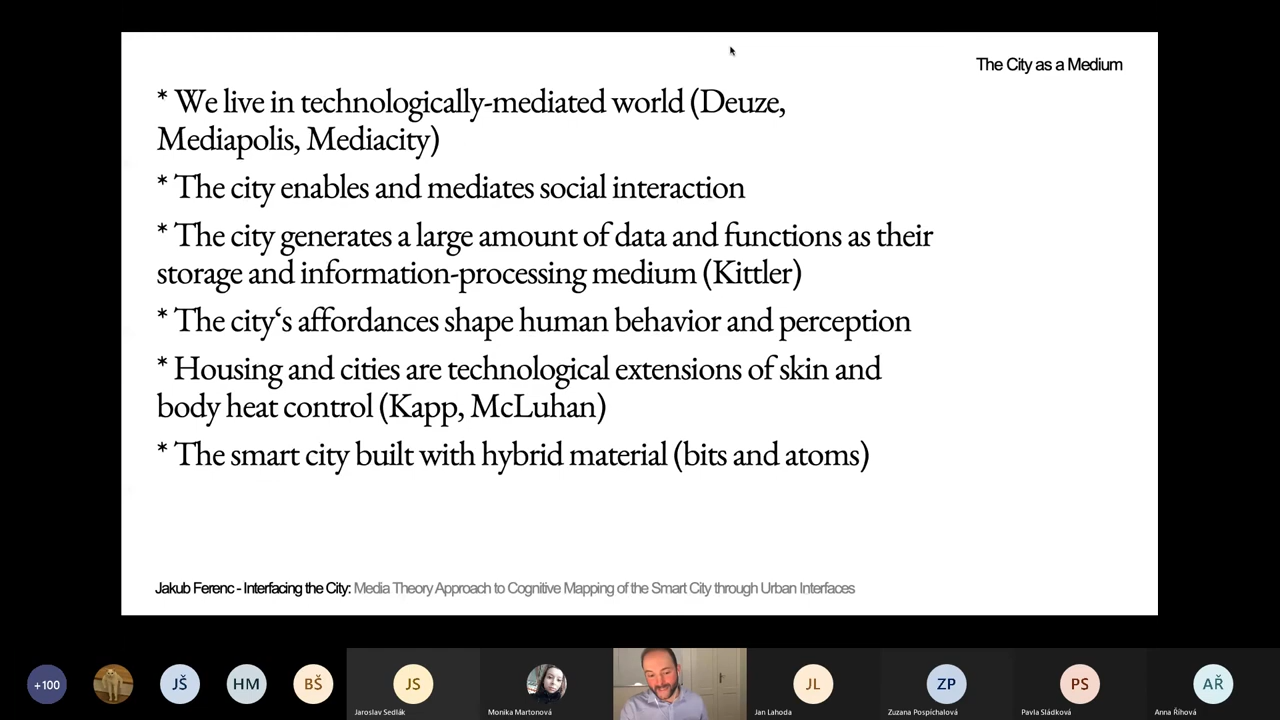 The City as a Medium
* We live in technologically-mediated world (Deuze,
Mediapolis, Mediacity)
* The city enables and mediates social interaction
* The city generates a large amount of data and functions as their
storage and information-processing medium (Kittler)
* The city‘s affordances shape human behavior and perception
* Housing and cities are technological extensions of skin and
body heat control (Kapp, McLuhan)
* The smart city built with hybrid material (bits and atoms)
Jakub Ferenc - Interfacing the City: Media Theory Approach to Cognitive Mapping of the Smart City through Urban Interfaces
+100
JŠ
HM
BŠ
JS
Jaroslav Sedlák
Monika Martonová
JL
Jan Lahoda
ZP
Zuzana Pospíchalová
PS
Pavla Sládková
AŘ
Anna Říhová